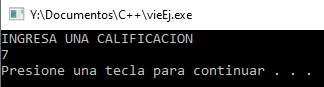 Y:\Documentos\C++\vieEj.exe
INGRESA UNA CALIFICACION
7
Presione una tecla para continuar . . .